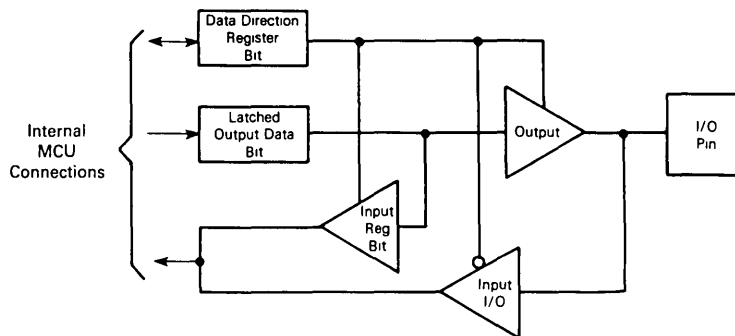 Data Direction
Register
Bit
Latched
Output Data
Bit
Internal
MCU
Connections
Output
I/O
Pin
Input
Reg
Bit
Input
I/O